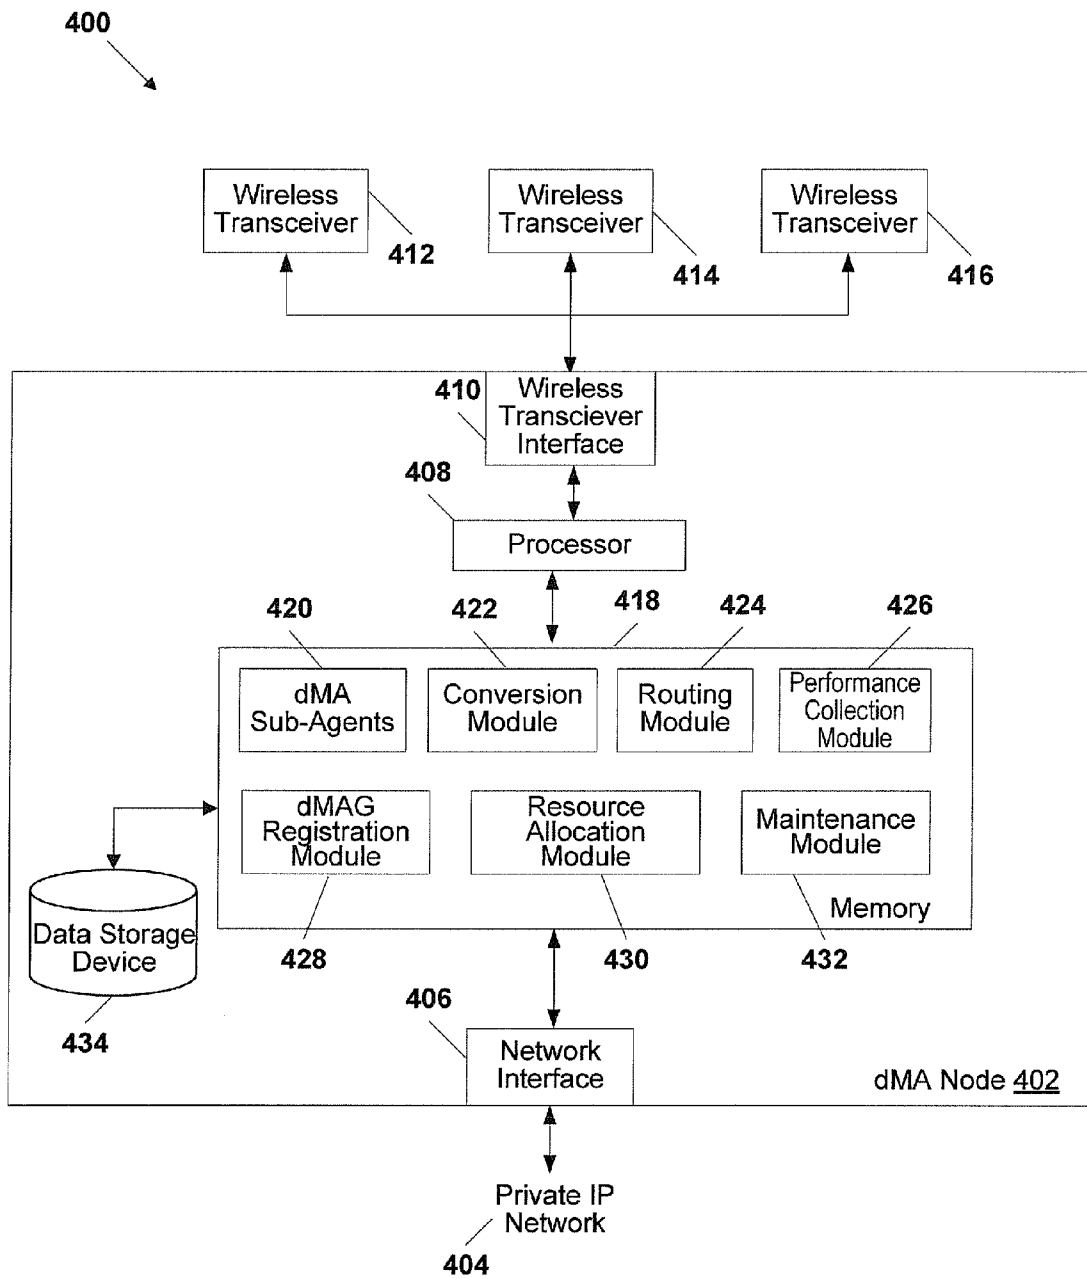 400
Wireless
Transceiver
412
Wireless
Transceiver
414
Wireless
Transceiver
416
410
Wireless
Transciever
Interface
408
Processor
418
420
422
424
426
dMA
Sub-Agents
Conversion
Module
Routing
Module
Performance
Collection
Module
dMAG
Registration
Module
Resource
Allocation
Module
Maintenance
Module
Memory
428
430
432
Data Storage
Device
434
406
Network
Interface
dMA Node 402
Private IP
Network
404